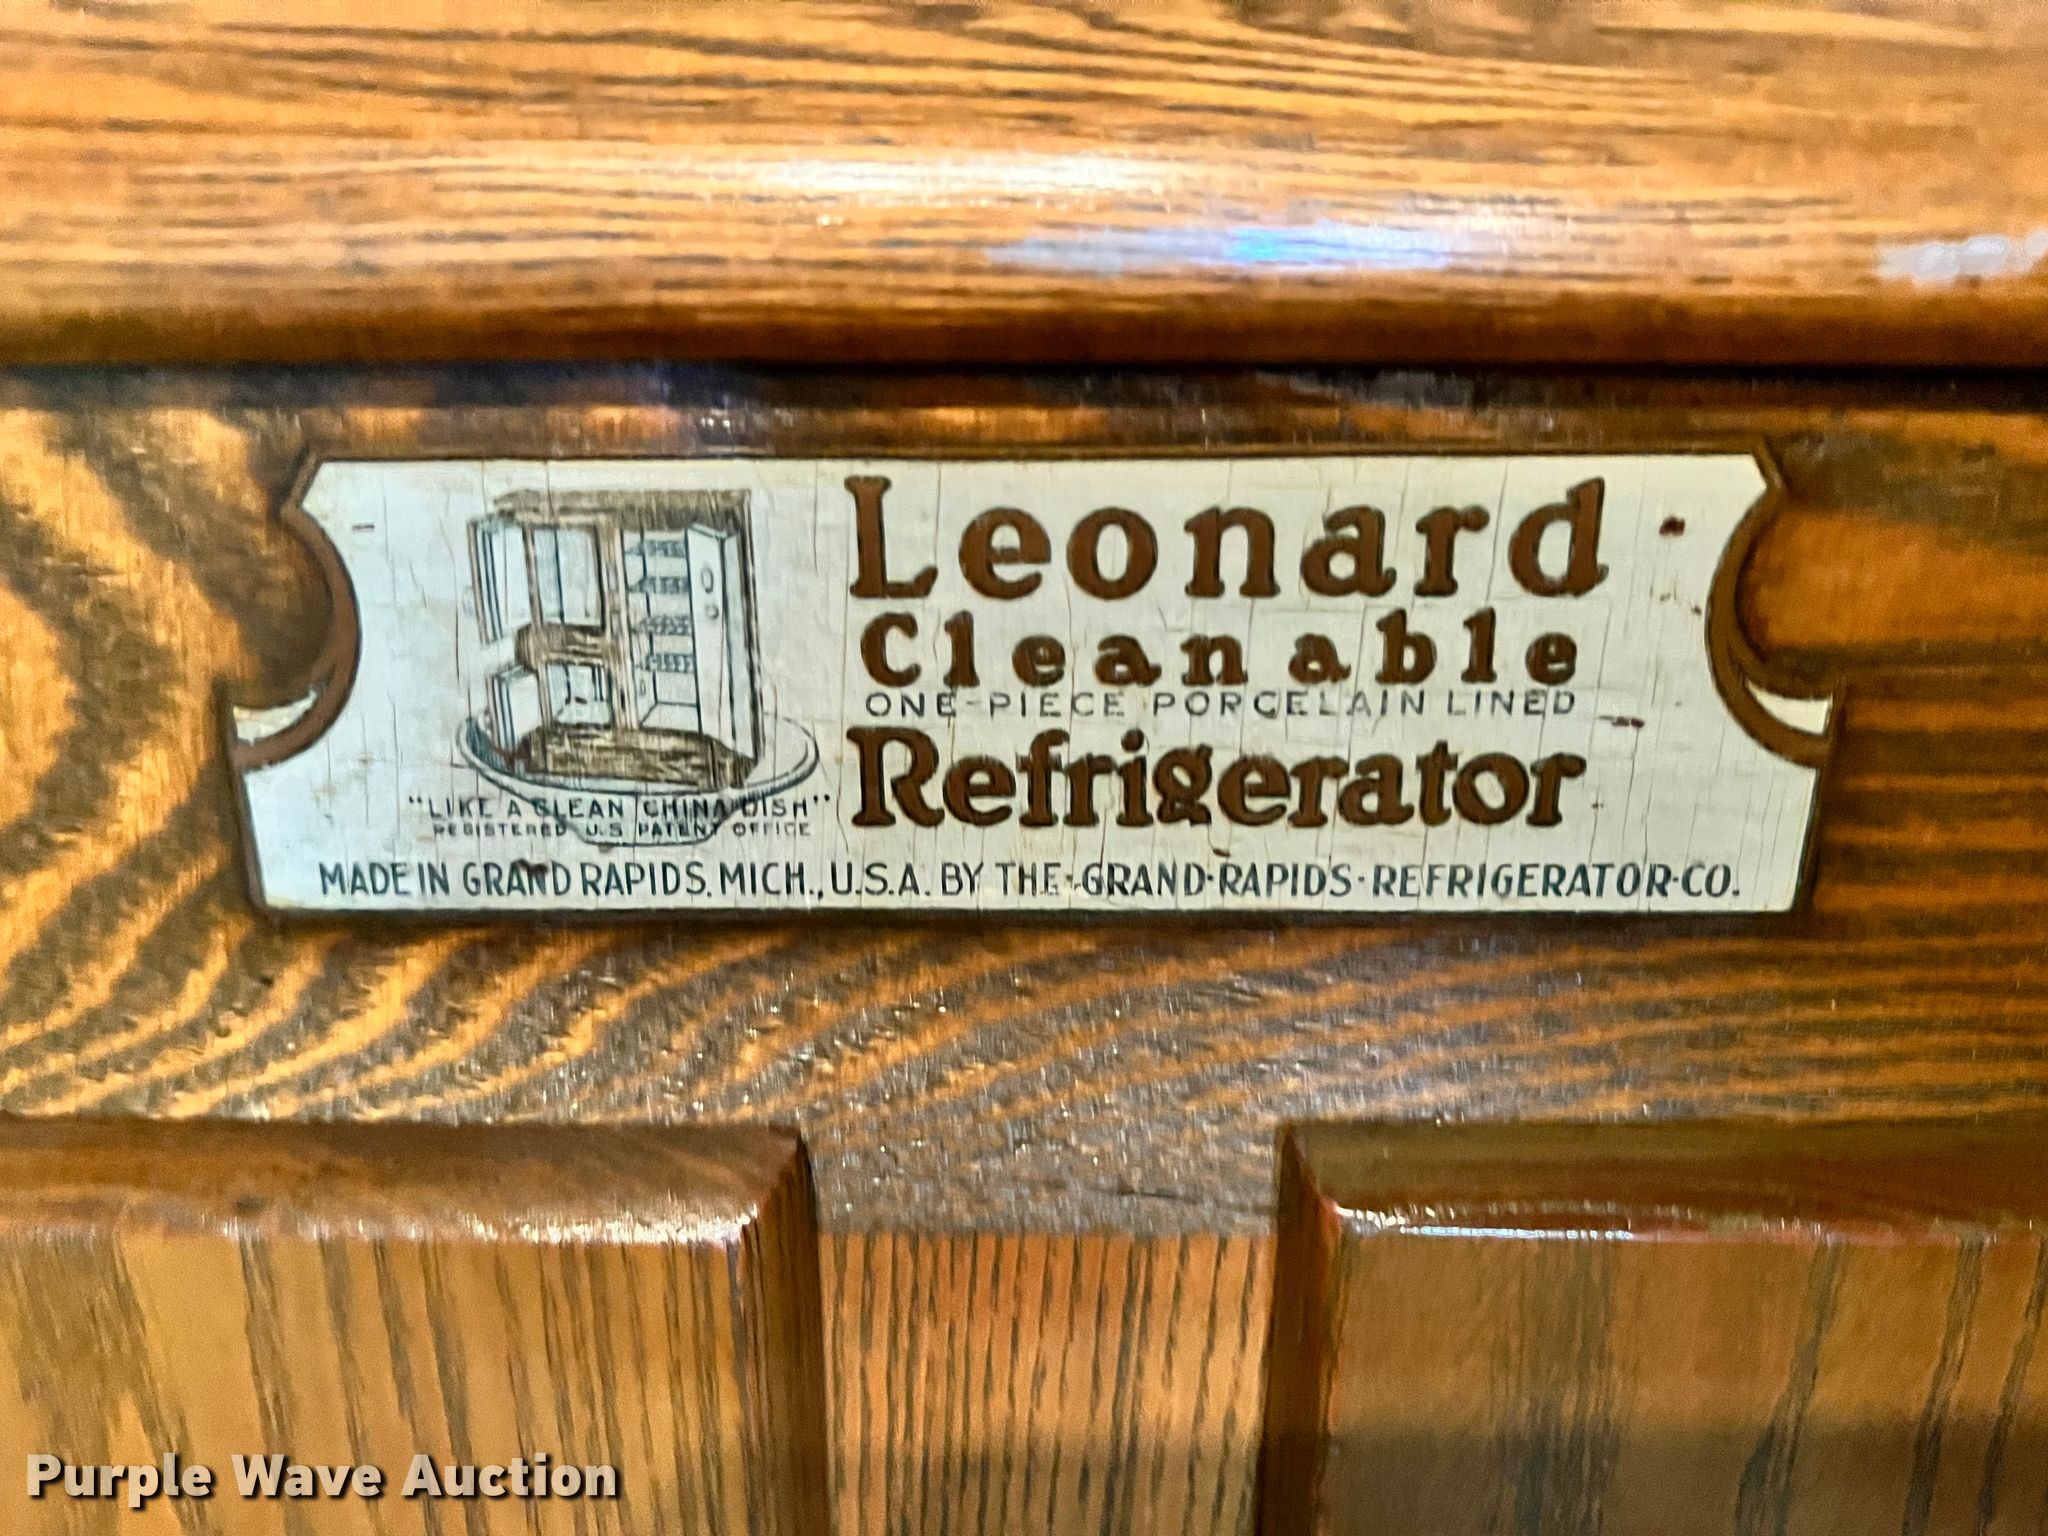 Leonard
Cleanable
ONE-PIECE PORCELAIN LINED
Refrigerator
"LIKE A CLEAN CHINA DISH"
REGISTERED U.S PATENT OFFICE
MADE IN GRAND RAPIDS, MICH., U.S.A. BY THE·GRAND·RAPIDS·REFRIGERATOR·CO.
Purple Wave Auction